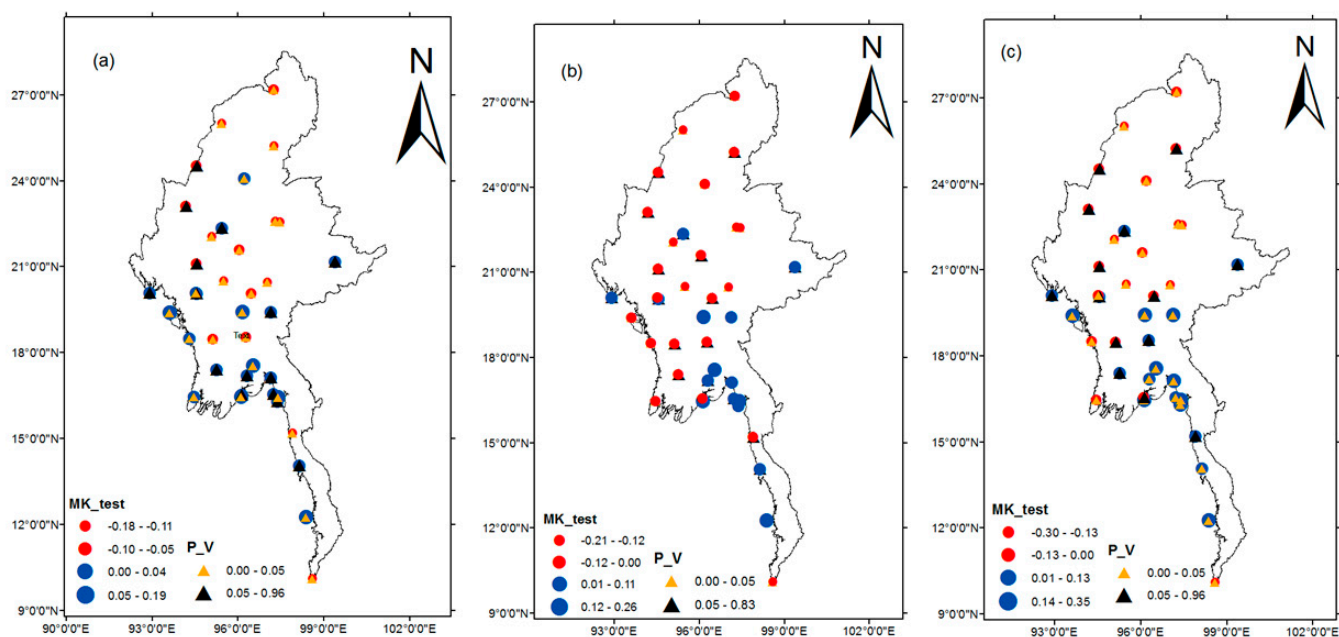 (a)
N
27°0'0"N
24°0'0"N
21°0'0"N
18°0'0"N
15°0'0"N
12°0'0"N
9°0'0"N
Text
MK_test
-0.18 - -0.11
-0.10 - -0.05
0.00 - 0.04
0.05 - 0.19
P_V
0.00 - 0.05
0.05 - 0.96
90°0'0"E
93°0'0"E
96°0'0"E
99°0'0"E
102°0'0"E
(b)
N
27°0'0"N
24°0'0"N
21°0'0"N
18°0'0"N
15°0'0"N
12°0'0"N
9°0'0"N
MK_test
-0.21 - -0.12
-0.12 - 0.00
0.01 - 0.11
0.12 - 0.26
P_V
0.00 - 0.05
0.05 - 0.83
93°0'0"E
96°0'0"E
99°0'0"E
102°0'0"E
(c)
N
27°0'0"N
24°0'0"N
21°0'0"N
18°0'0"N
15°0'0"N
12°0'0"N
9°0'0"N
MK_test
-0.30 - -0.13
-0.13 - 0.00
0.01 - 0.13
0.14 - 0.35
P_V
0.00 - 0.05
0.05 - 0.96
93°0'0"E
96°0'0"E
99°0'0"E
102°0'0"E